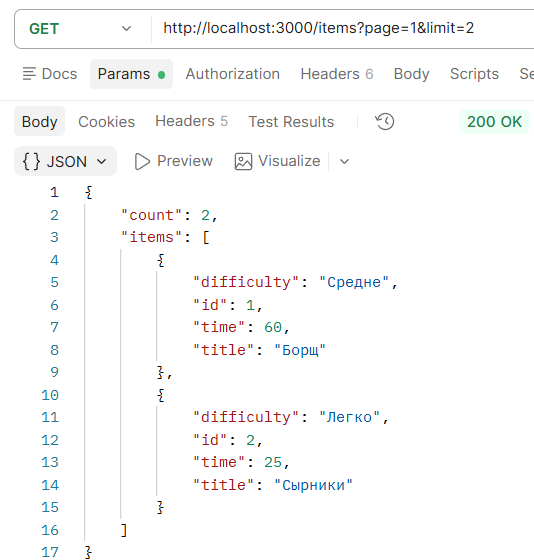 GET http://localhost:3000/items?page=1&limit=2
Docs Params Authorization Headers 6 Body Scripts Se
Body Cookies Headers 5 Test Results 200 OK
{} JSON Preview Visualize
1 {
2 "count": 2,
3 "items": [
4 {
5 "difficulty": "Средне",
6 "id": 1,
7 "time": 60,
8 "title": "Борщ"
9 },
10 {
11 "difficulty": "Легко",
12 "id": 2,
13 "time": 25,
14 "title": "Сырники"
15 }
16 ]
17 }